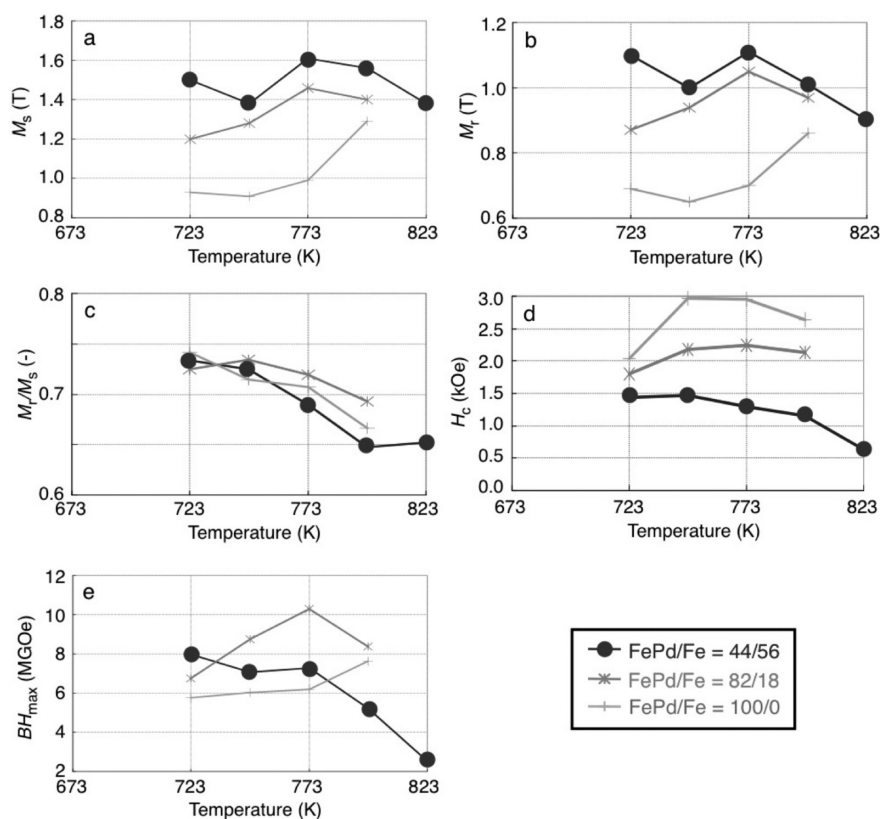 a
1.8
1.6
1.4
1.2
1.0
0.8
Ms (T)
673
723
773
823
Temperature (K)
b
1.2
1.0
0.8
0.6
Mr (T)
673
723
773
823
Temperature (K)
c
0.8
0.7
0.6
Mr/Ms (-)
673
723
773
823
Temperature (K)
d
3.0
2.5
2.0
1.5
1.0
0.5
0.0
Hc (kOe)
673
723
773
823
Temperature (K)
e
12
10
8
6
4
2
BHmax (MGOe)
673
723
773
823
Temperature (K)
FePd/Fe = 44/56
FePd/Fe = 82/18
FePd/Fe = 100/0